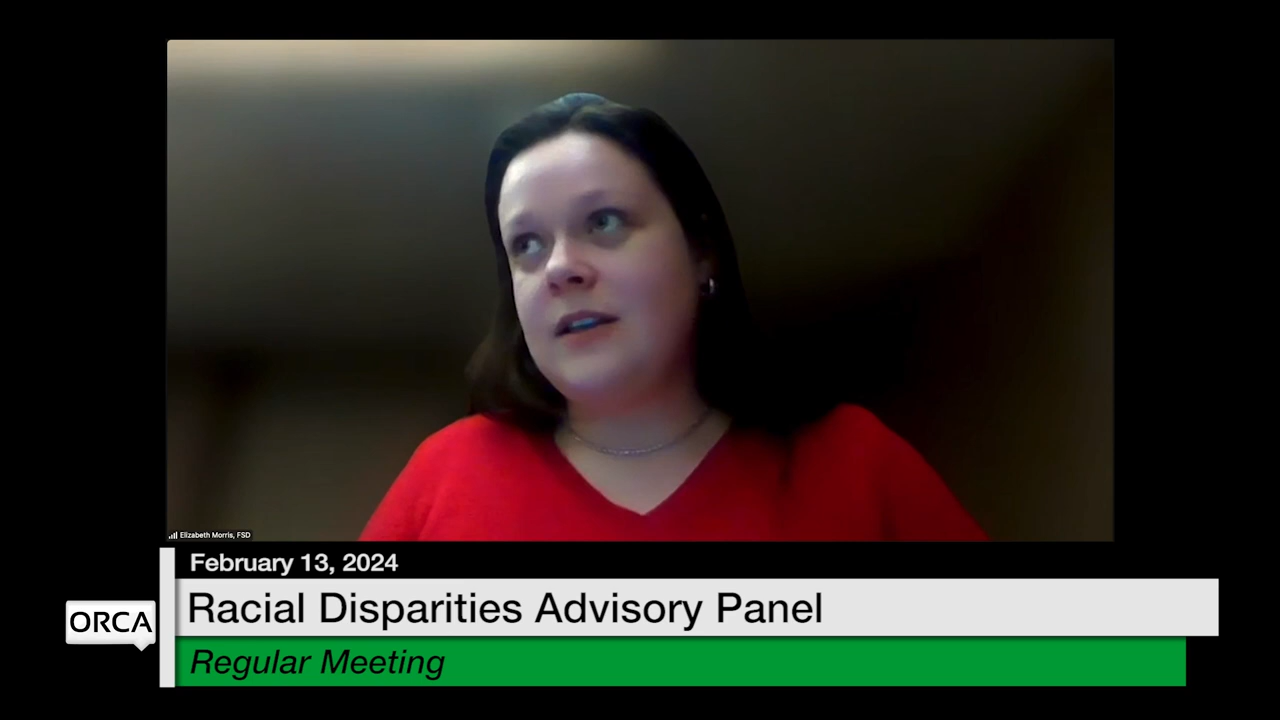 Elizabeth Morris, FSD
February 13, 2024
ORCA
Racial Disparities Advisory Panel
Regular Meeting